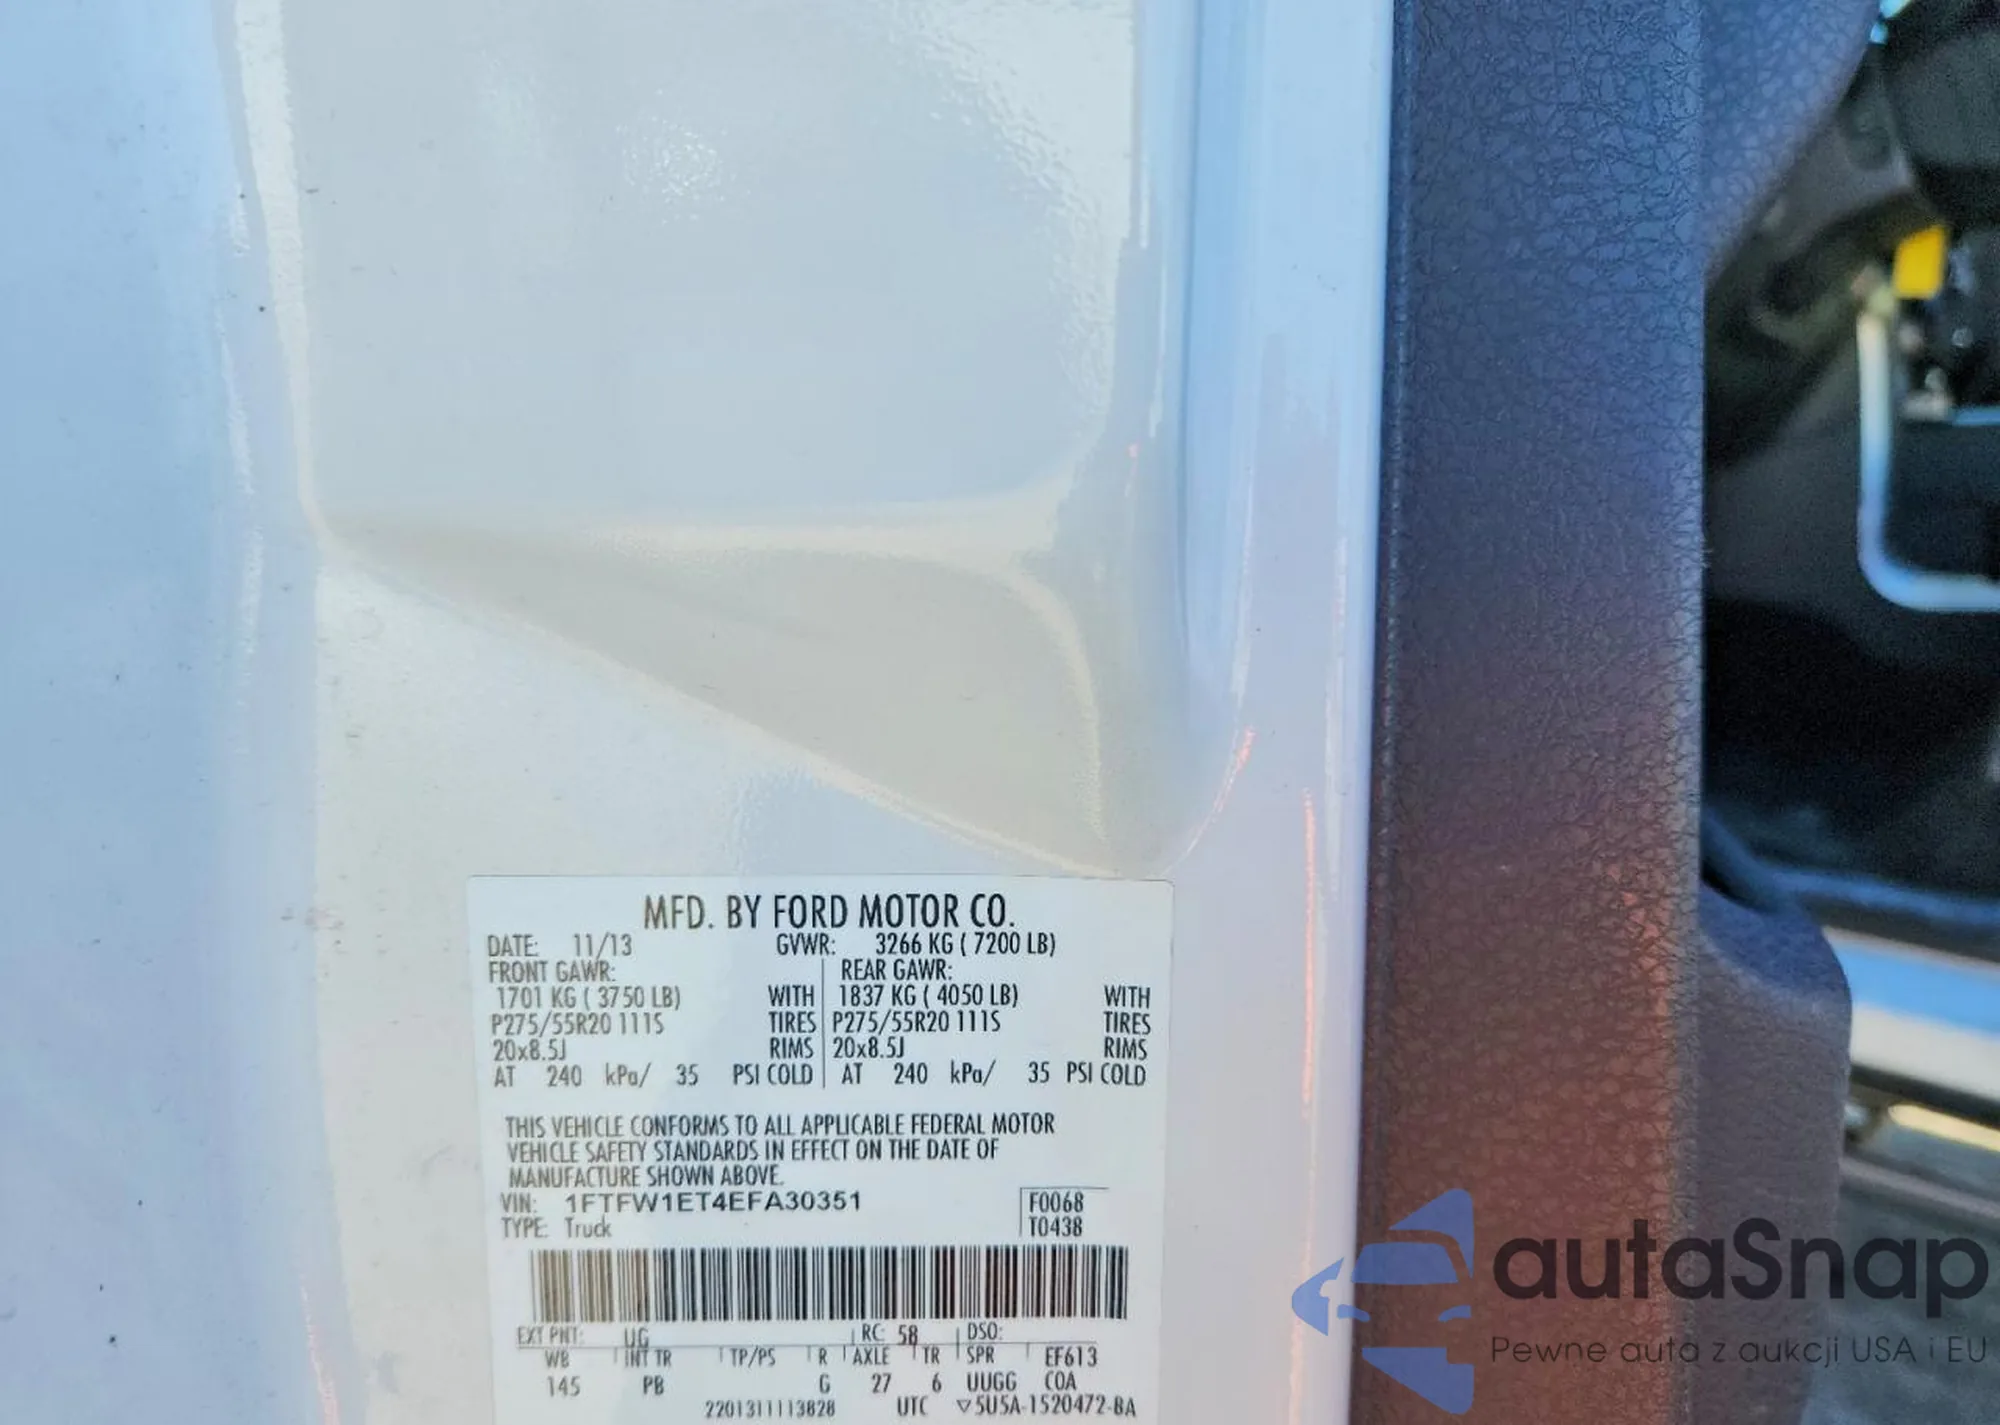 MFD. BY FORD MOTOR CO.
DATE: 11/13 GVWR: 3266 KG ( 7200 LB)
FRONT GAWR: REAR GAWR:
1701 KG ( 3750 LB) WITH 1837 KG ( 4050 LB) WITH
P275/55R20 111S TIRES P275/55R20 111S TIRES
20x8.5J RIMS 20x8.5J RIMS
AT 240 kPa/ 35 PSI COLD AT 240 kPa/ 35 PSI COLD
THIS VEHICLE CONFORMS TO ALL APPLICABLE FEDERAL MOTOR
VEHICLE SAFETY STANDARDS IN EFFECT ON THE DATE OF
MANUFACTURE SHOWN ABOVE.
VIN: 1FTFW1ET4EFA30351 F0068
TYPE: Truck T0438
EXT PNT: UG RC: 58 DSO:
WB INT TR TP/PS R AXLE TR SPR EF613
145 PB G 27 6 UUGG COA
2201311113828 UTC ▽5U5A-1520472-BA
autaSnap
Pewne auta z aukcji USA i EU